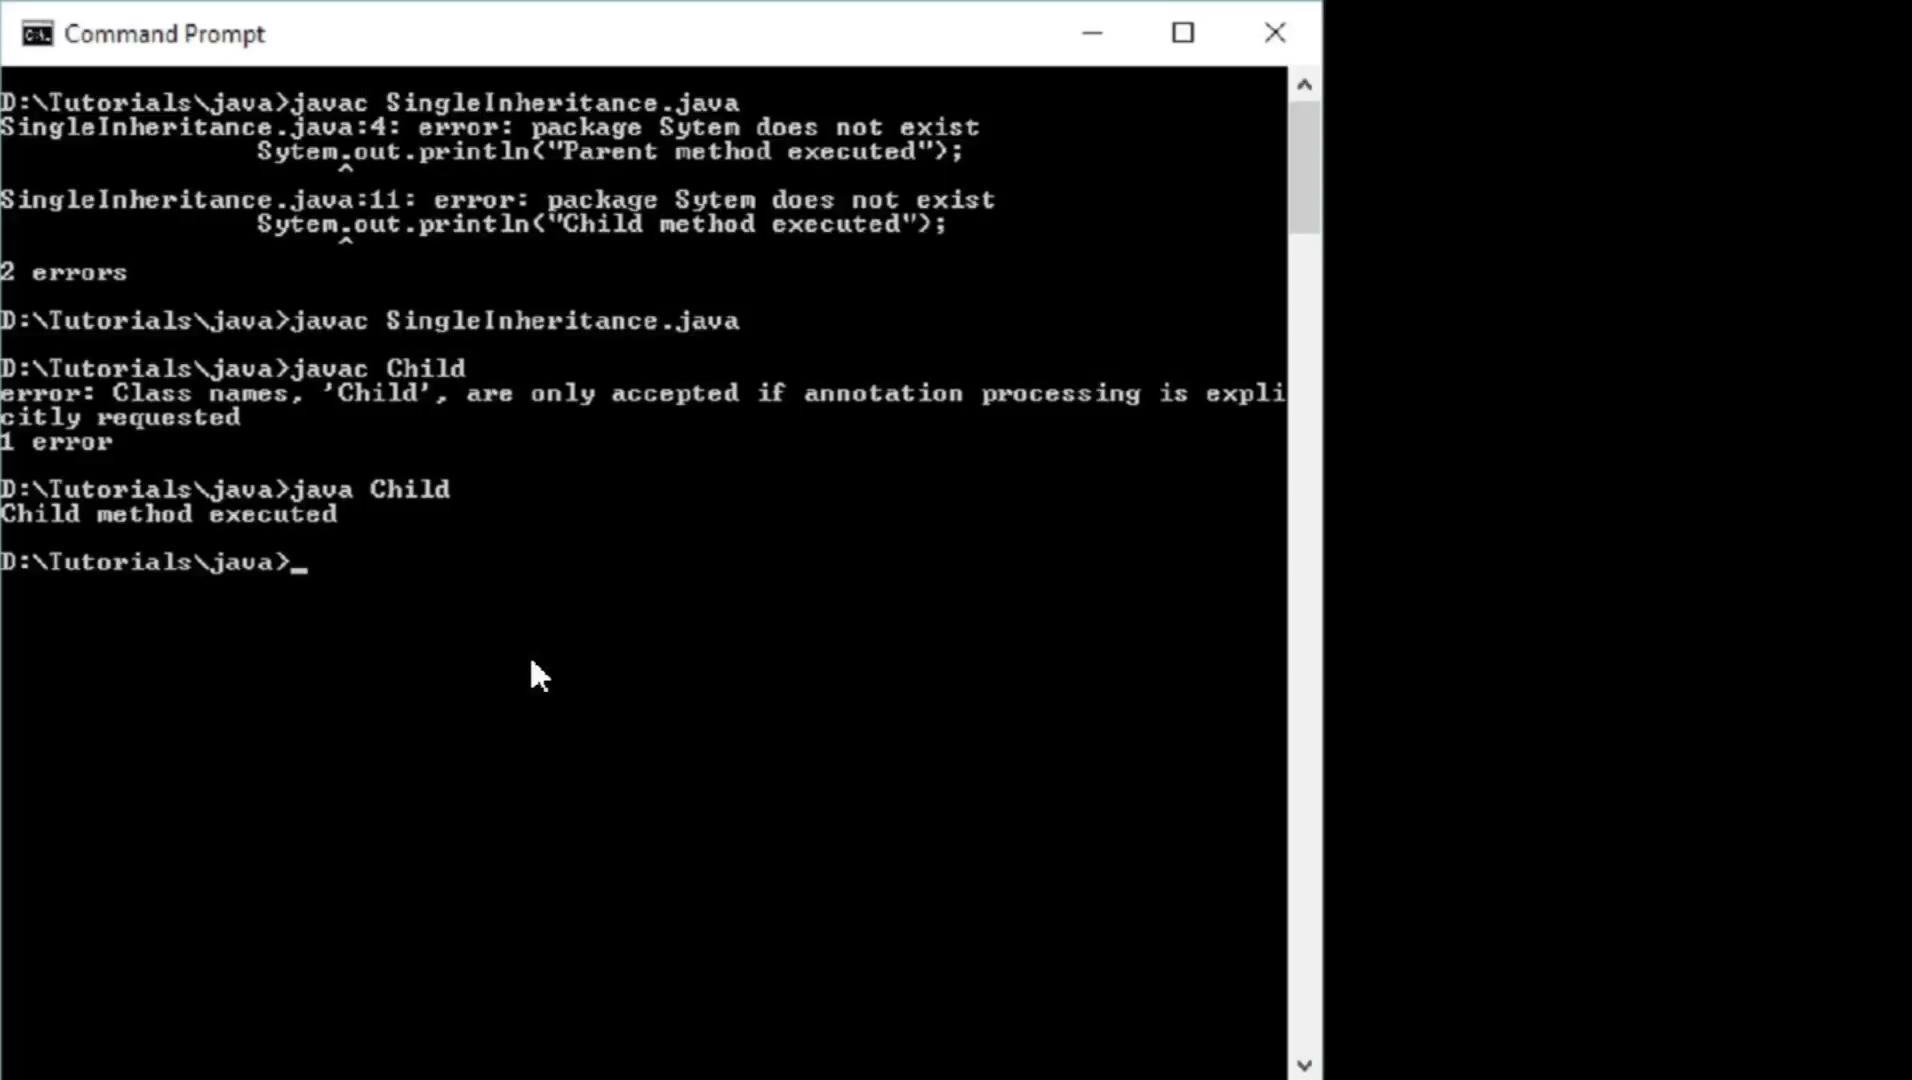 Command Prompt
D:\Tutorials\java>javac SingleInheritance.java
SingleInheritance.java:4: error: package Sytem does not exist
Sytem.out.println("Parent method executed");
^
SingleInheritance.java:11: error: package Sytem does not exist
Sytem.out.println("Child method executed");
^
2 errors
D:\Tutorials\java>javac SingleInheritance.java
D:\Tutorials\java>javac Child
error: Class names, 'Child', are only accepted if annotation processing is expli
citly requested
1 error
D:\Tutorials\java>java Child
Child method executed
D:\Tutorials\java>_